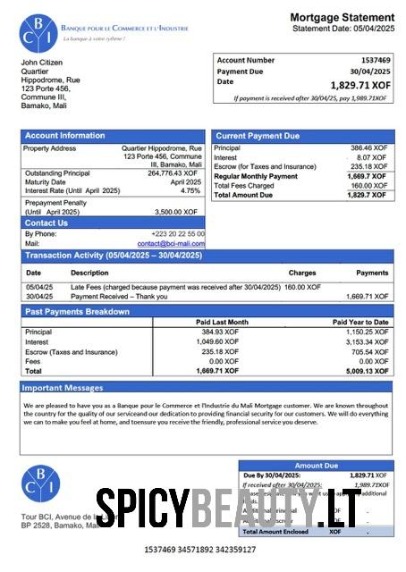 BCI
BANQUE POUR LE COMMERCE ET L'INDUSTRIE
La banque à votre rythme !
Mortgage Statement
Statement Date: 05/04/2025
John Citizen
Quartier
Hippodrome, Rue
123 Porte 456,
Commune III,
Bamako, Mali
Account Number 1537469
Payment Due Date 30/04/2025
1,829.71 XOF
If payment is received after 30/04/25, pay 1,989.71XOF
Account Information
Property Address Quartier Hippodrome, Rue
123 Porte 456, Commune
III, Bamako, Mali
Outstanding Principal 264,776.43 XOF
Maturity Date April 2025
Interest Rate (Until April 2025) 4.75%
Prepayment Penalty
(Until April 2025) 3,500.00 XOF
Contact Us
By Phone: +223 20 22 55 00
Mail: contact@bci-mali.com
Current Payment Due
Principal 386.46 XOF
Interest 8.07 XOF
Escrow (for Taxes and Insurance) 235.18 XOF
Regular Monthly Payment 1,669.7 XOF
Total Fees Charged 160.00 XOF
Total Amount Due 1,829.7 XOF
Transaction Activity (05/04/2025 – 30/04/2025)
Date Description Charges Payments
05/04/25 Late Fees (charged because payment was received after 30/04/2025) 160.00 XOF
30/04/25 Payment Received – Thank you 1,669.71 XOF
Past Payments Breakdown
Paid Last Month Paid Year to Date
Principal 384.93 XOF 1,150.25 XOF
Interest 1,049.60 XOF 3,153.34 XOF
Escrow (Taxes and Insurance) 235.18 XOF 705.54 XOF
Fees 0.00 XOF 0.00 XOF
Total 1,669.71 XOF 5,009.13 XOF
Important Messages
We are pleased to have you as a Banque pour le Commerce et l'Industrie du Mali Mortgage customer. We are known throughout
the country for the quality of our serviceand our dedication to providing financial security for our customers. We will do everything
we can to make you feel at home, and toensure you receive the friendly, professional service you deserve.
BCI
Tour BCI, Avenue de la
BP 2528, Bamako, Mali
Amount Due
Due By 30/04/2025: 1,829.71 XOF
If received after 30/04/2025: 1,989.71XOF
additional
Total Amount Enclosed XOF .
SPICYBEAUTY.LT
1537469 34571892 342359127